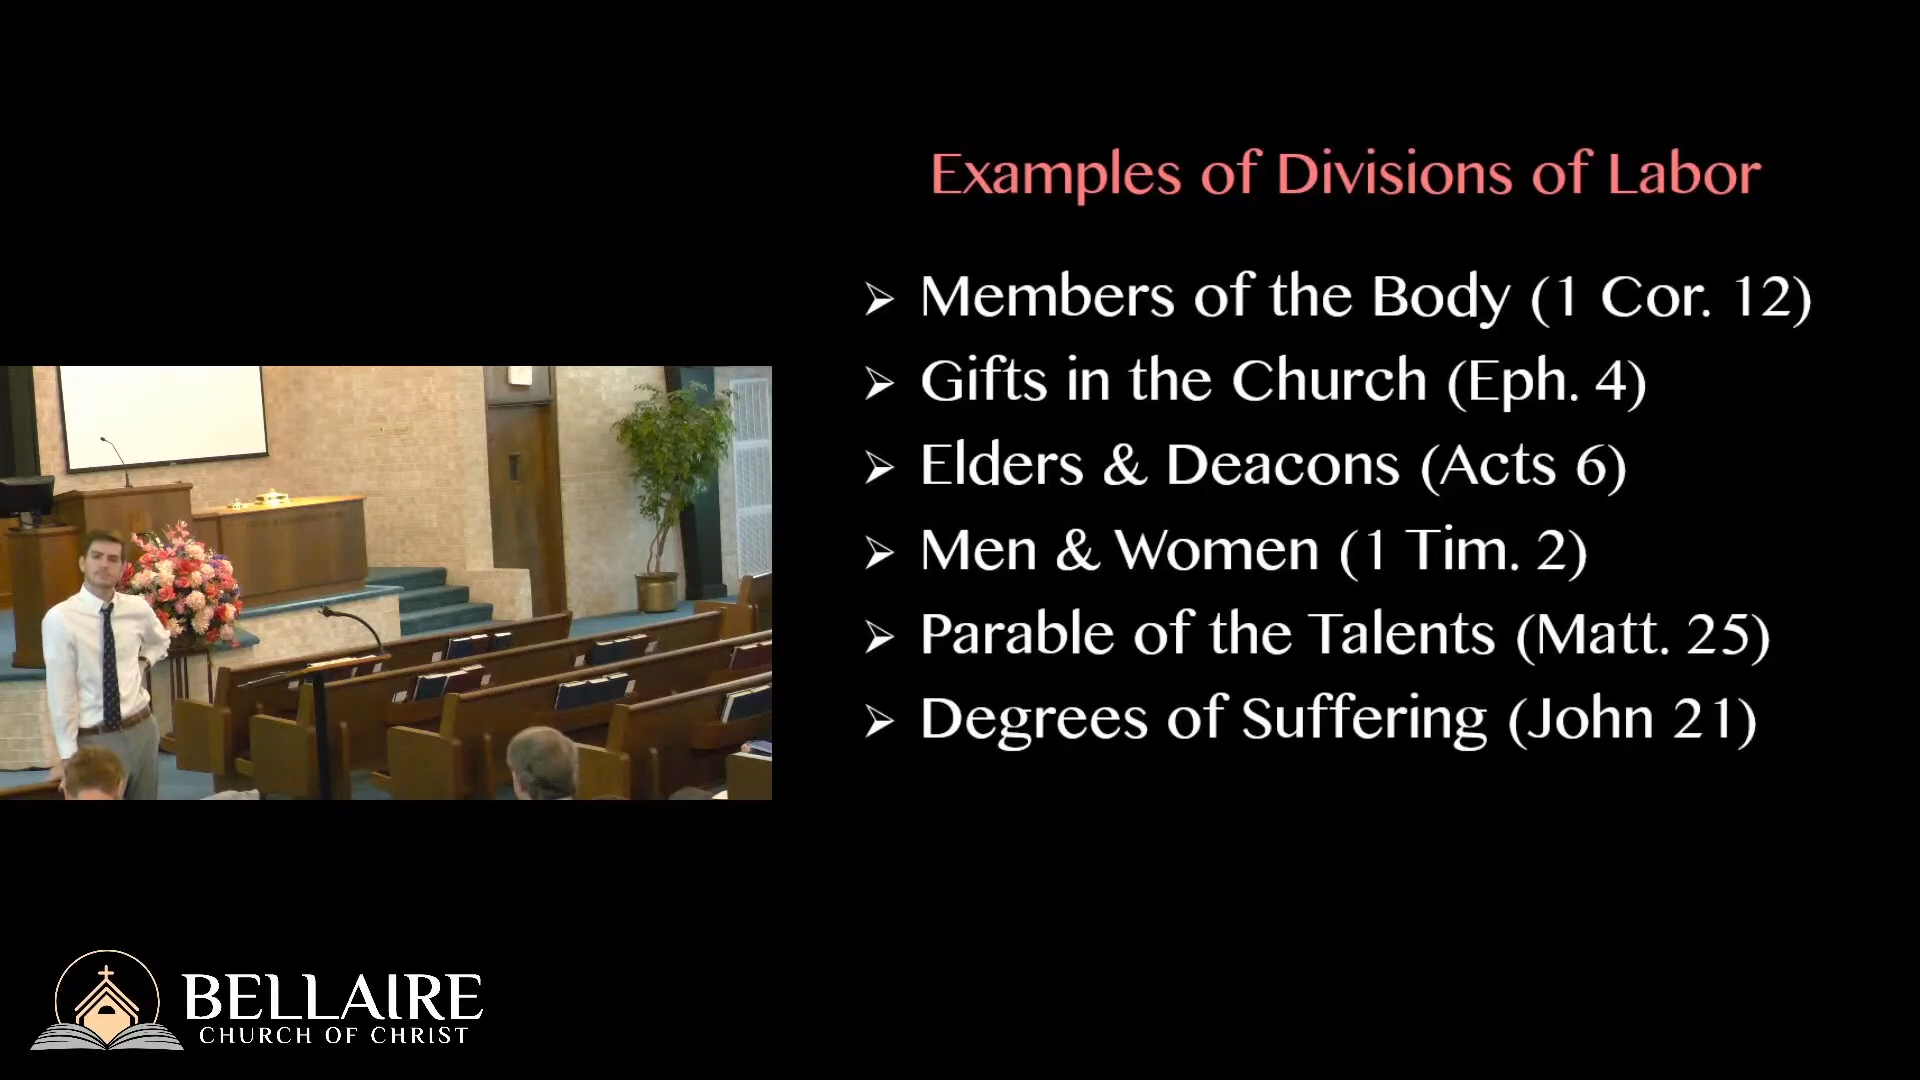 Examples of Divisions of Labor
➢ Members of the Body (1 Cor. 12)
➢ Gifts in the Church (Eph. 4)
➢ Elders & Deacons (Acts 6)
➢ Men & Women (1 Tim. 2)
➢ Parable of the Talents (Matt. 25)
➢ Degrees of Suffering (John 21)
BELLAIRE
CHURCH OF CHRIST